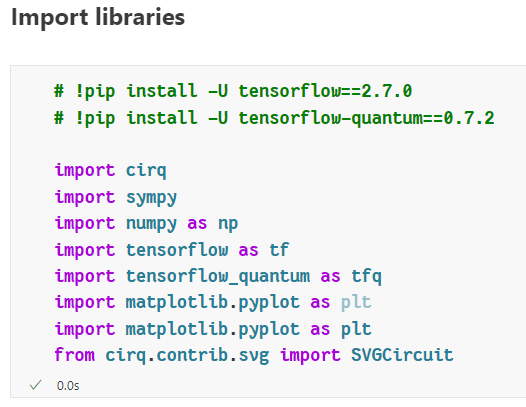 Import libraries
# !pip install -U tensorflow==2.7.0
# !pip install -U tensorflow-quantum==0.7.2
import cirq
import sympy
import numpy as np
import tensorflow as tf
import tensorflow_quantum as tfq
import matplotlib.pyplot as plt
import matplotlib.pyplot as plt
from cirq.contrib.svg import SVGCircuit
0.0s